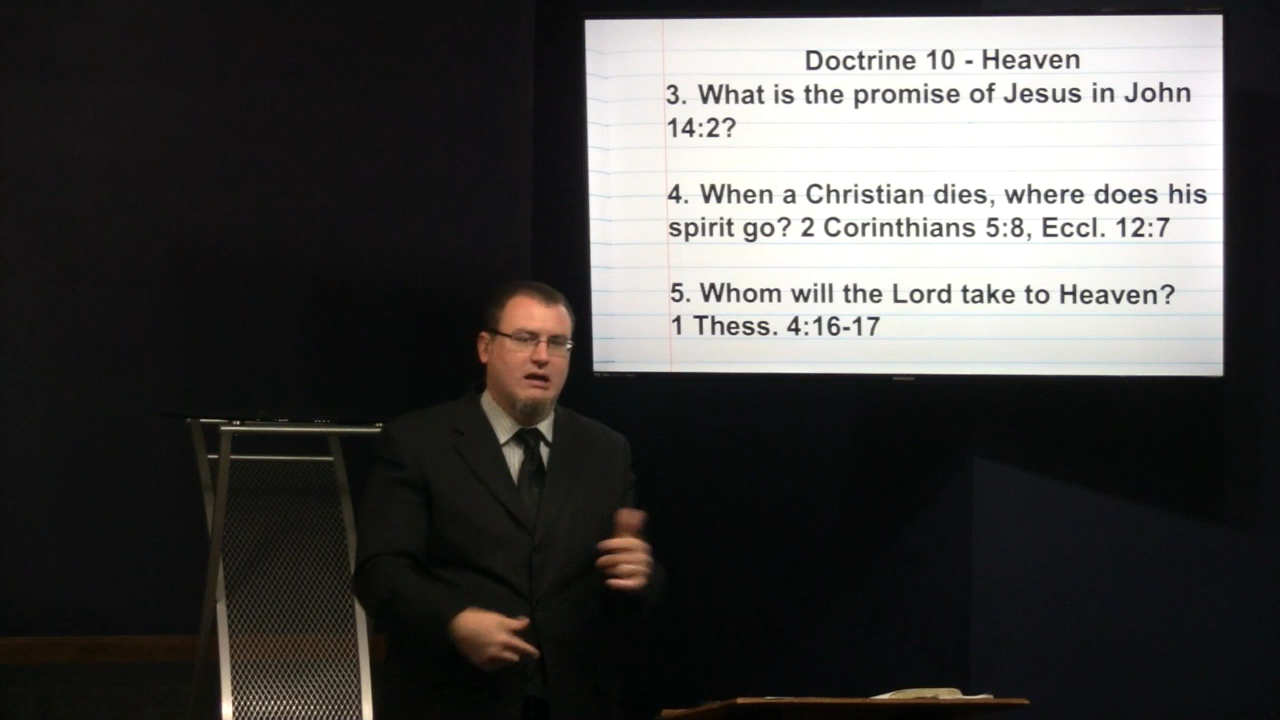 Doctrine 10 - Heaven
3. What is the promise of Jesus in John
14:2?
4. When a Christian dies, where does his
spirit go? 2 Corinthians 5:8, Eccl. 12:7
5. Whom will the Lord take to Heaven?
1 Thess. 4:16-17